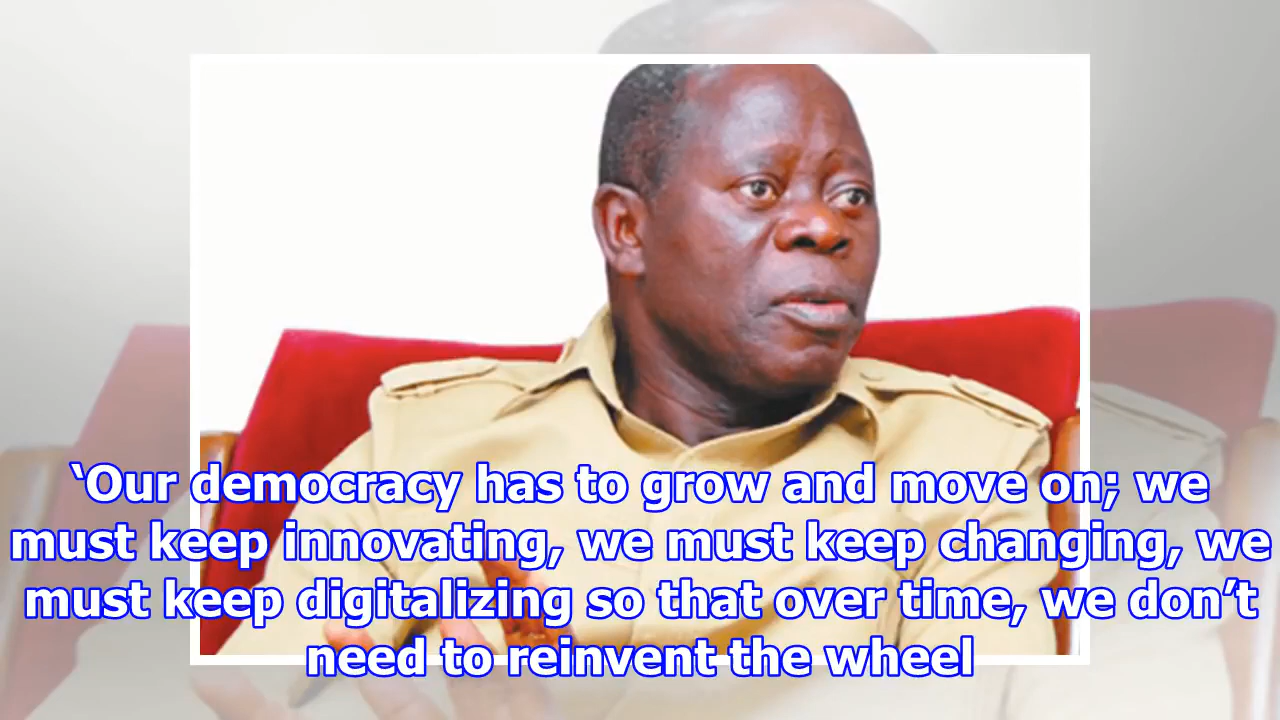 ‘Our democracy has to grow and move on; we
must keep innovating, we must keep changing, we
must keep digitalizing so that over time, we don’t
need to reinvent the wheel